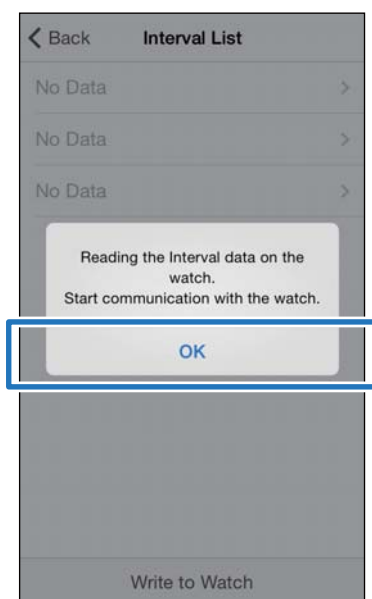 Back Interval List
No Data
No Data
No Data
Reading the Interval data on the
watch.
Start communication with the watch.
OK
Write to Watch